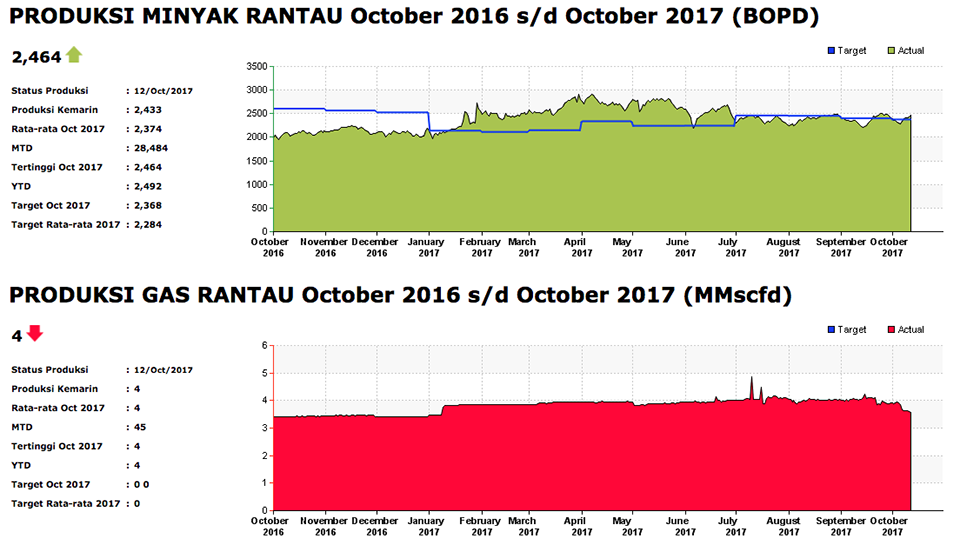 PRODUKSI MINYAK RANTAU October 2016 s/d October 2017 (BOPD)
2,464
Status Produksi : 12/Oct/2017
Produksi Kemarin : 2,433
Rata-rata Oct 2017 : 2,374
MTD : 28,484
Tertinggi Oct 2017 : 2,464
YTD : 2,492
Target Oct 2017 : 2,368
Target Rata-rata 2017 : 2,284
Target Actual
3500
3000
2500
2000
1500
1000
500
0
October 2016 November 2016 December 2016 January 2017 February 2017 March 2017 April 2017 May 2017 June 2017 July 2017 August 2017 September 2017 October 2017
PRODUKSI GAS RANTAU October 2016 s/d October 2017 (MMscfd)
4
Status Produksi : 12/Oct/2017
Produksi Kemarin : 4
Rata-rata Oct 2017 : 4
MTD : 45
Tertinggi Oct 2017 : 4
YTD : 4
Target Oct 2017 : 0 0
Target Rata-rata 2017 : 0
Target Actual
6
5
4
3
2
1
0
October 2016 November 2016 December 2016 January 2017 February 2017 March 2017 April 2017 May 2017 June 2017 July 2017 August 2017 September 2017 October 2017